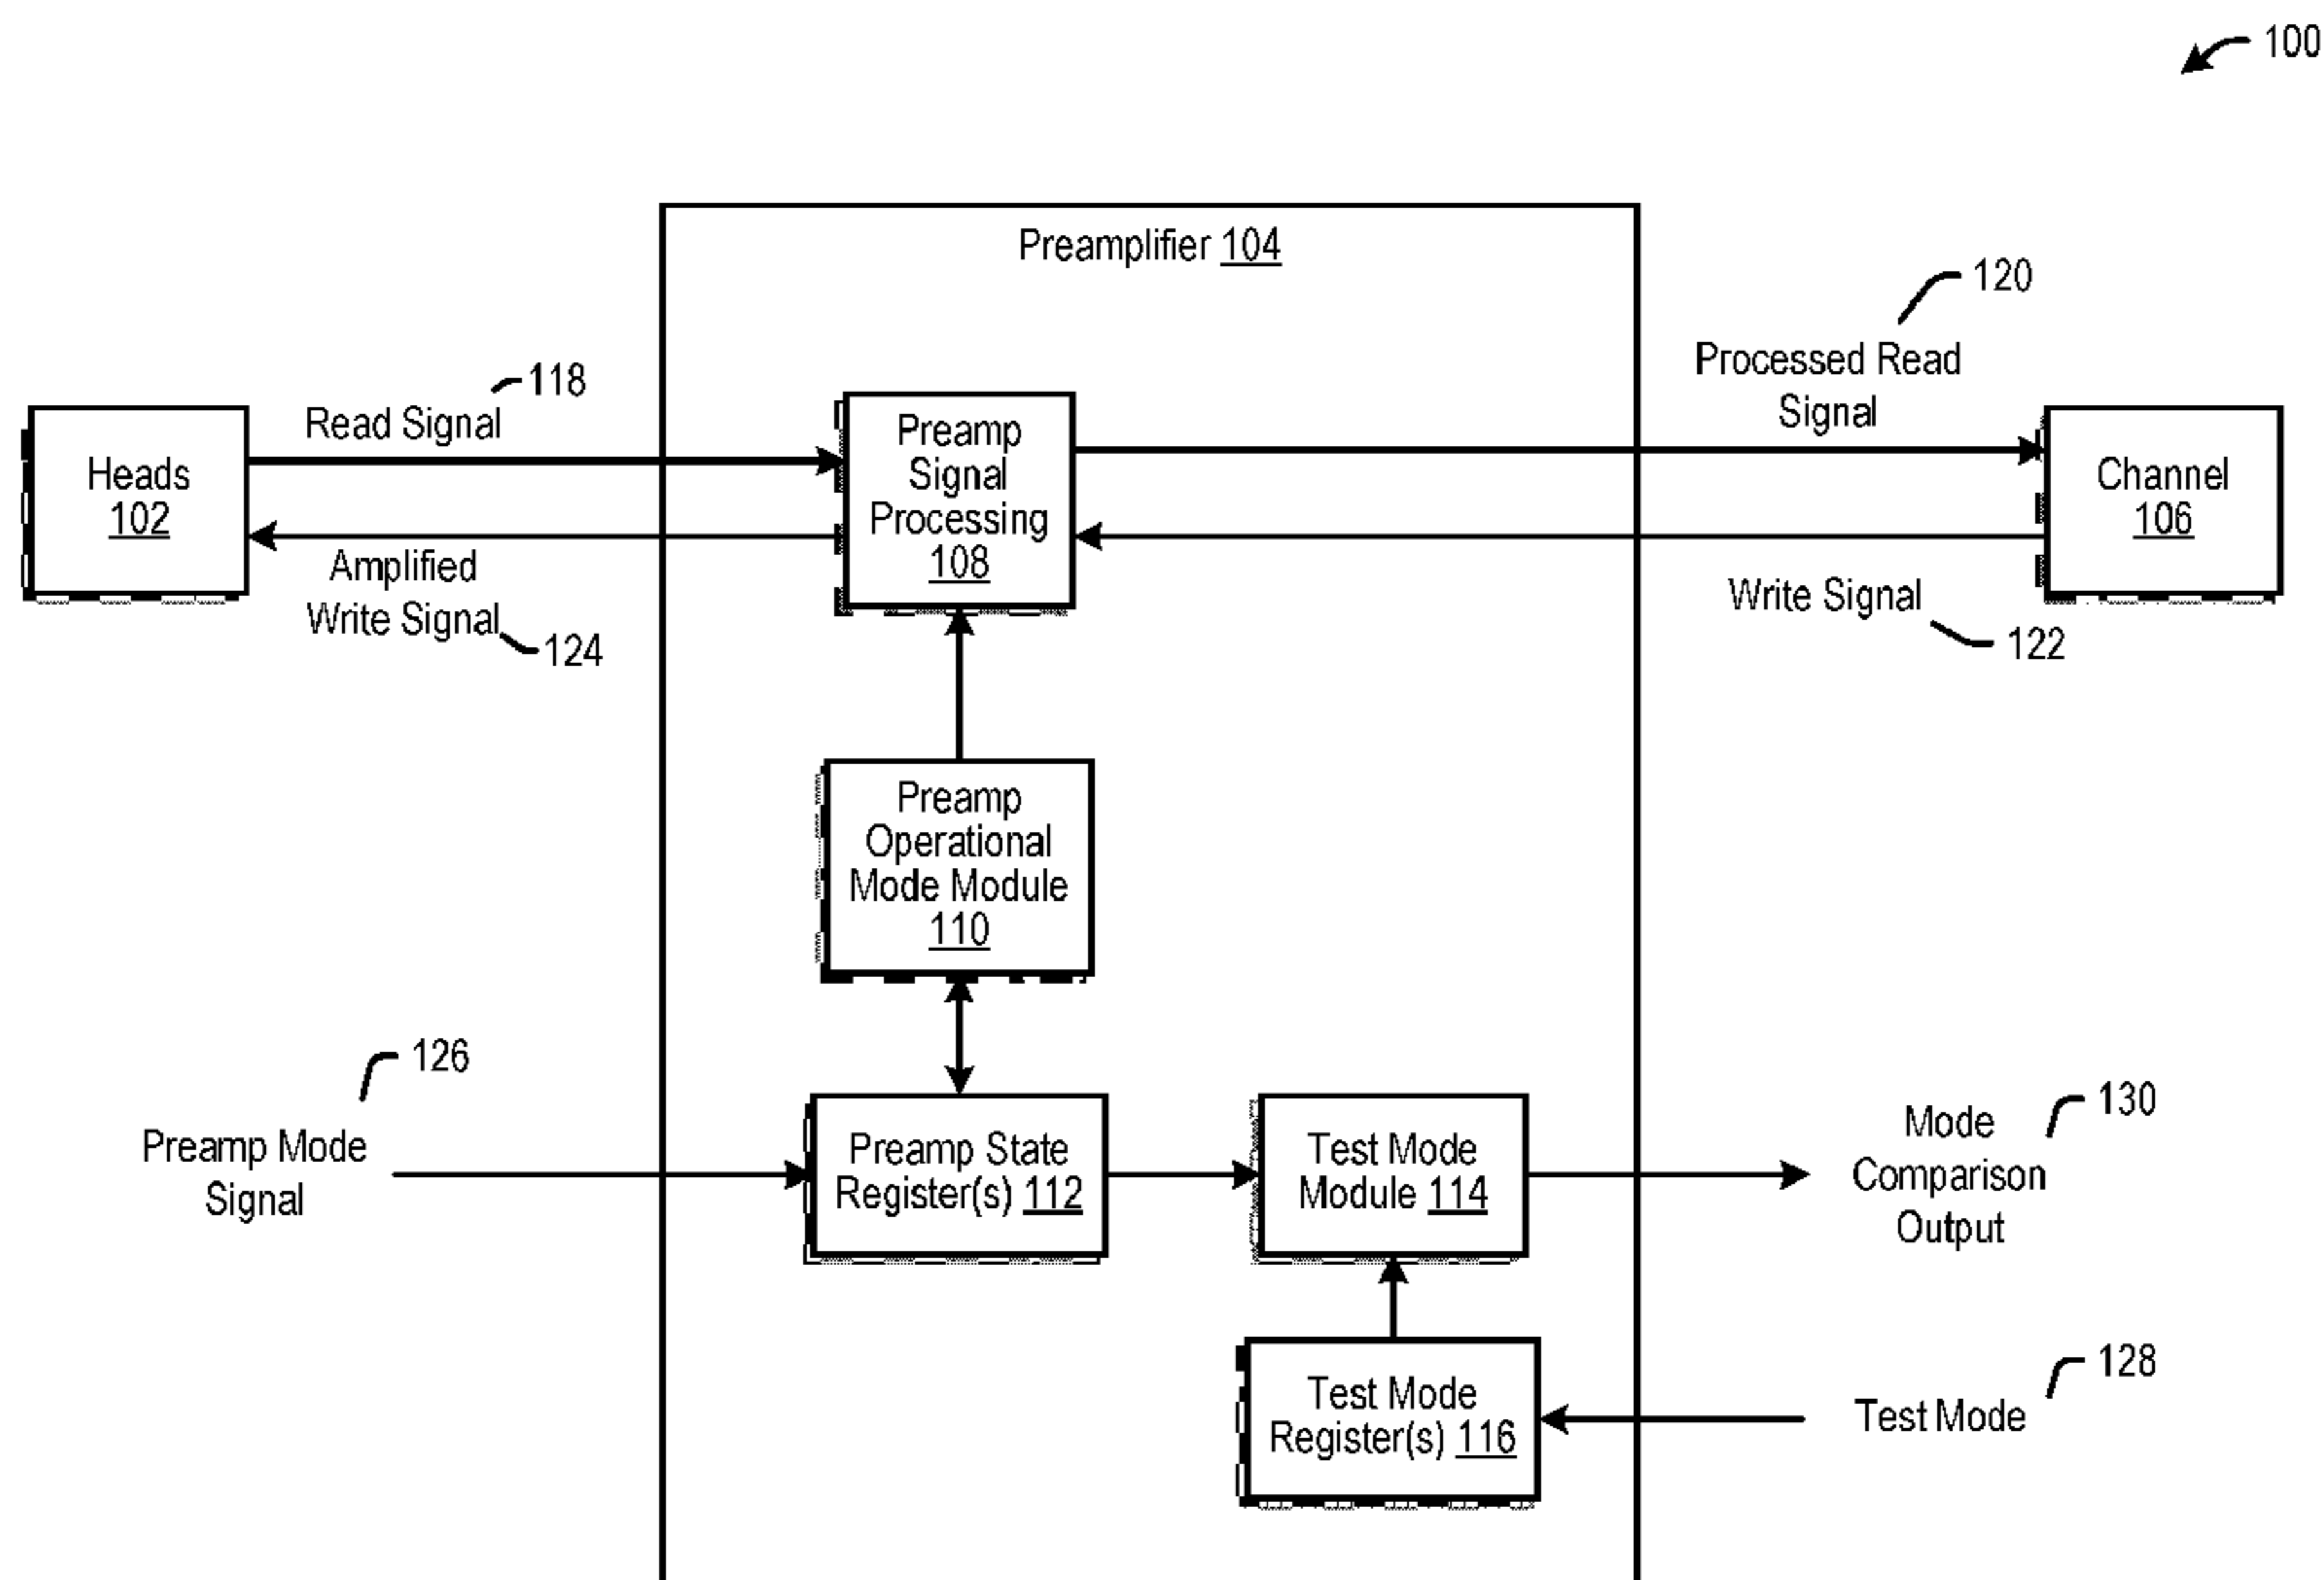 100
Preamplifier 104
120
Processed Read
Signal
118
Read Signal
Heads
102
Preamp
Signal
Processing
108
Channel
106
Amplified
Write Signal
124
Write Signal
122
Preamp
Operational
Mode Module
110
126
Preamp Mode
Signal
Preamp State
Register(s) 112
Test Mode
Module 114
130
Mode
Comparison
Output
Test Mode
Register(s) 116
128
Test Mode